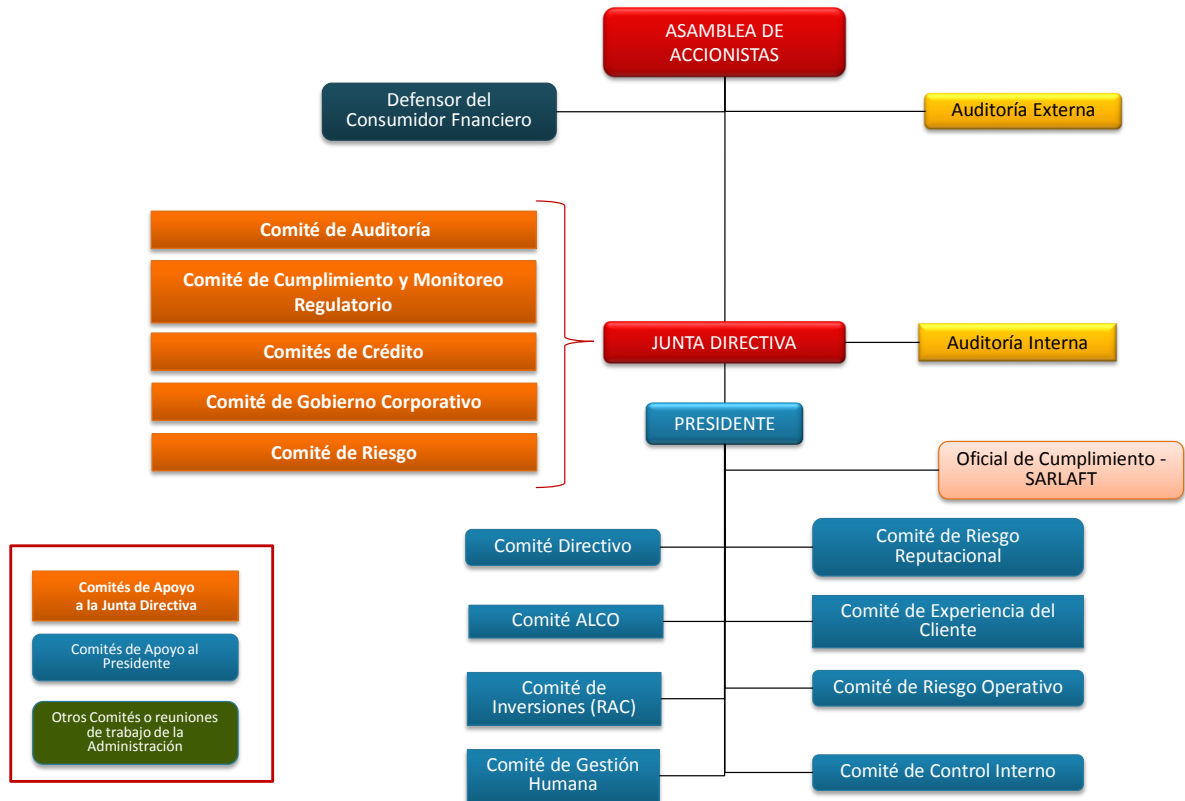 ASAMBLEA DE
ACCIONISTAS
Defensor del
Consumidor Fnanciero
Auditoría Externa
Comité de Auditoría
Comité de Cumplimiento y Monitoreo
Regulatorio
Comités de Crédito
Comité de Gobierno Corporativo
Comité de Riesgo
JUNTA DIRECTIVA
Auditoría Interna
PRESIDENTE
Oficial de Cumplimiento -
SARLAFT
Comité Directivo
Comité de Riesgo
Reputacional
Comité ALCO
Comité de Experiencia del
Cliente
Comité de
Inversiones (RAC)
Comité de Riesgo Operativo
Comité de Gestión
Humana
Comité de Control Interno
Comités de Apoyo
a la Junta Directiva
Comités de Apoyo al
Presidente
Otros Comités o reuniones
de trabajo de la
Administración